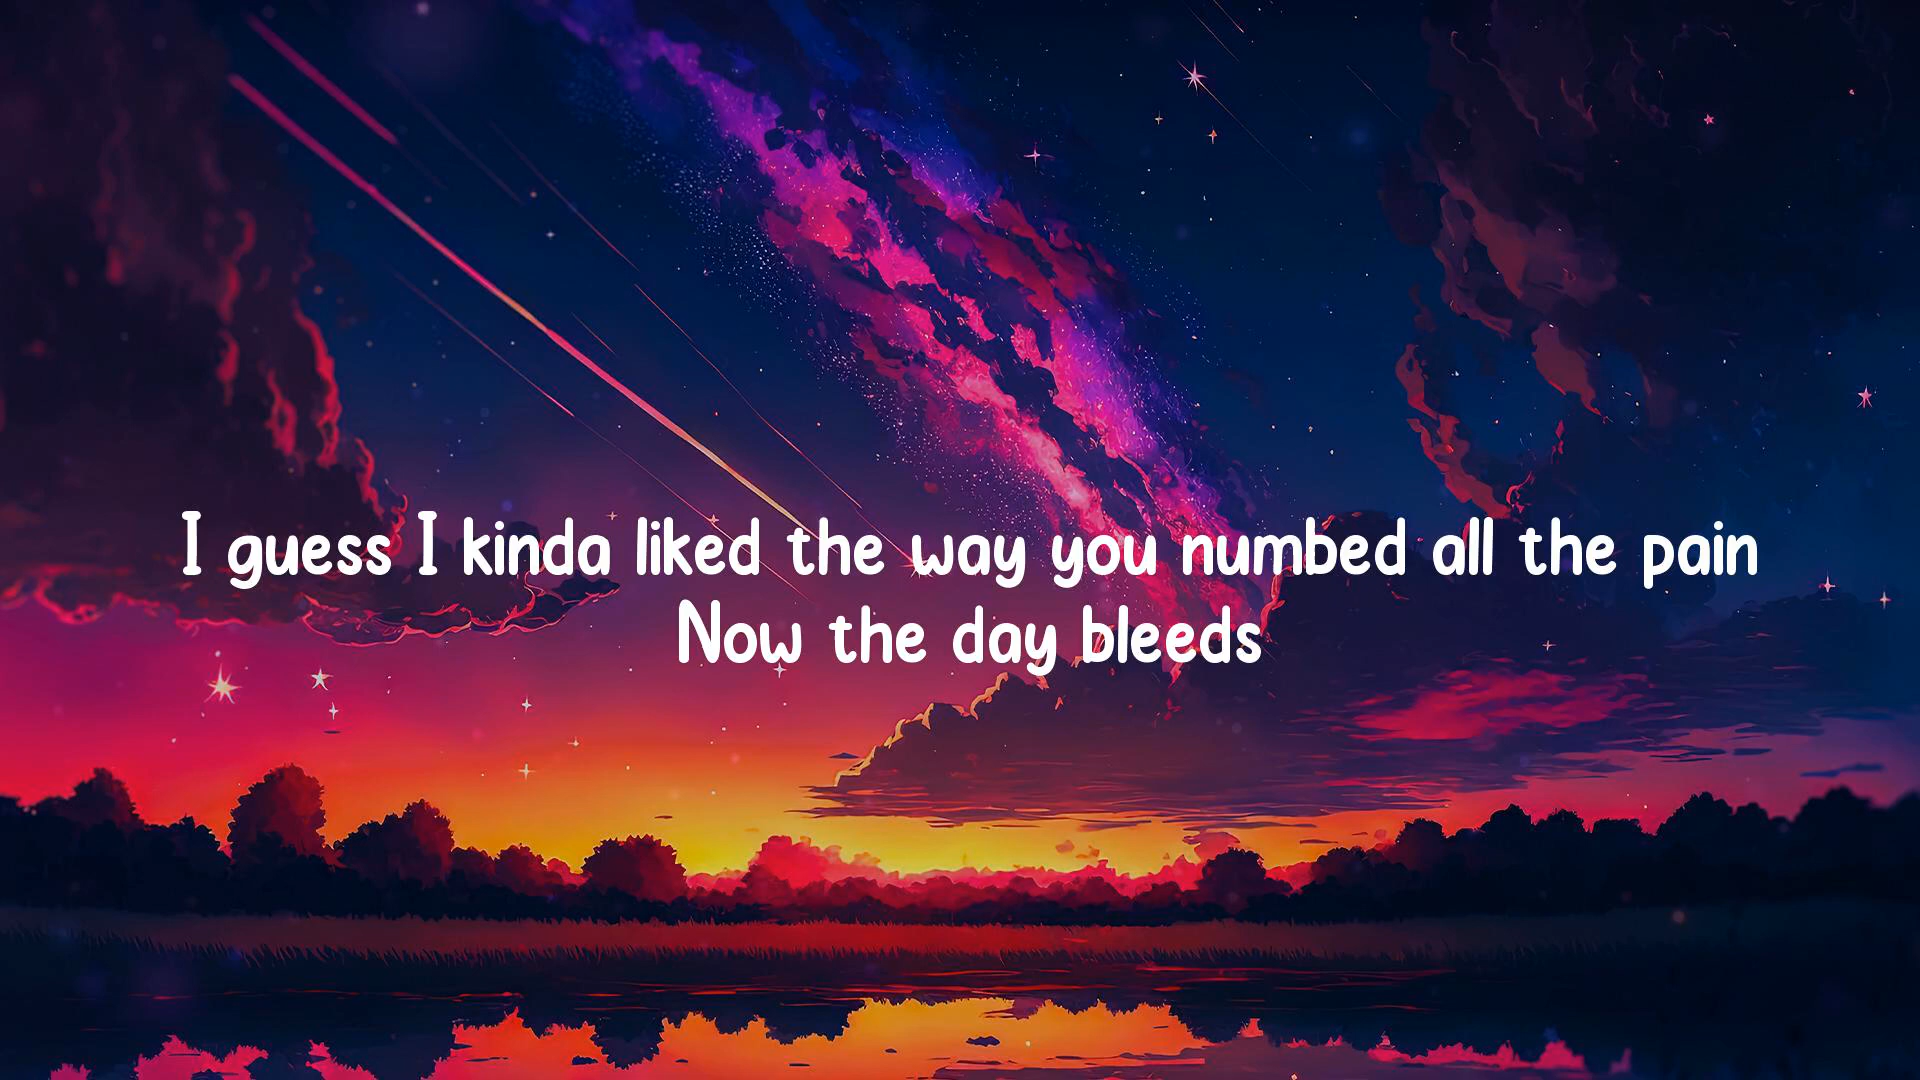 I guess I kinda liked the way you numbed all the pain
Now the day bleeds